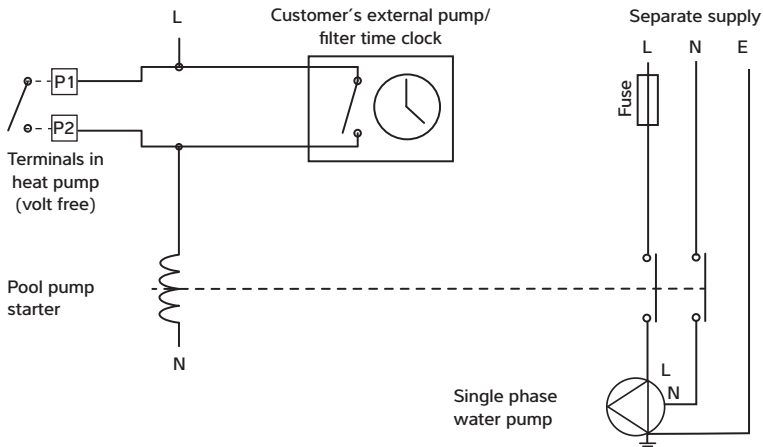 L
Customer's external pump/
filter time clock
Separate supply
L N E
P1
Fuse
P2
Terminals in
heat pump
(volt free)
Pool pump
starter
N
L
N
Single phase
water pump